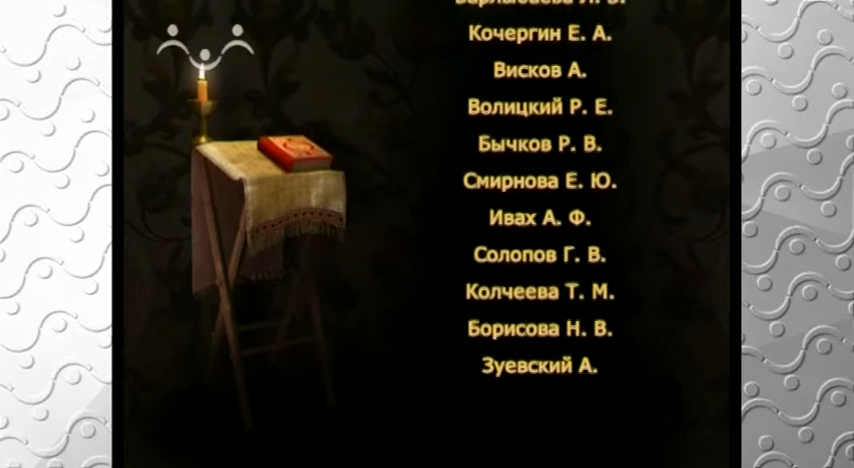 Кочергин Е. А.
Висков А.
Волицкий Р. Е.
Бычков Р. В.
Смирнова Е. Ю.
Ивах А. Ф.
Солопов Г. В.
Колчеева Т. М.
Борисова Н. В.
Зуевский А.